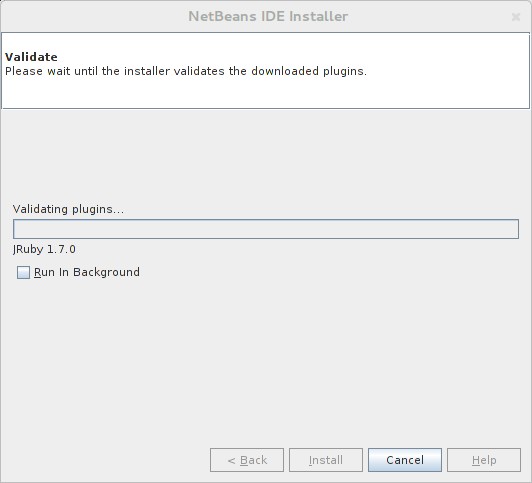 NetBeans IDE Installer
Validate
Please wait until the installer validates the downloaded plugins.
Validating plugins...
JRuby 1.7.0
Run In Background
< Back
Install
Cancel
Help